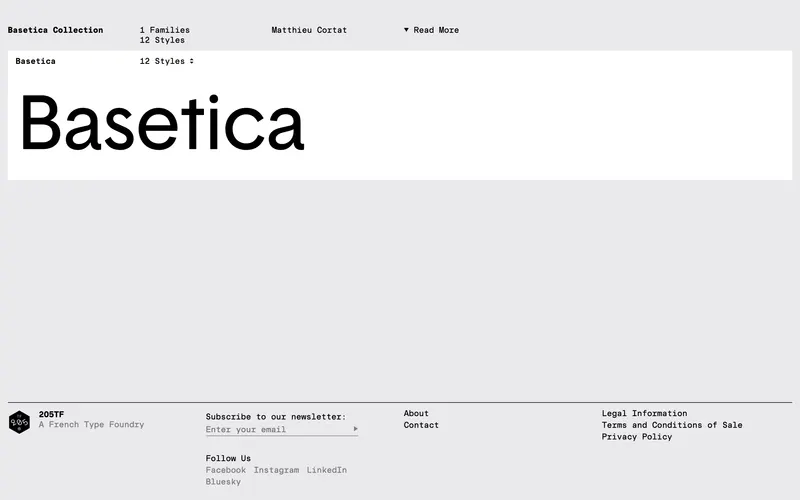 Basetica Collection
1 Families
12 Styles
Matthieu Cortat
▼ Read More
Basetica
12 Styles
Basetica
205
205TF
A French Type Foundry
Subscribe to our newsletter:
Enter your email
Follow Us
Facebook Instagram LinkedIn
Bluesky
About
Contact
Legal Information
Terms and Conditions of Sale
Privacy Policy